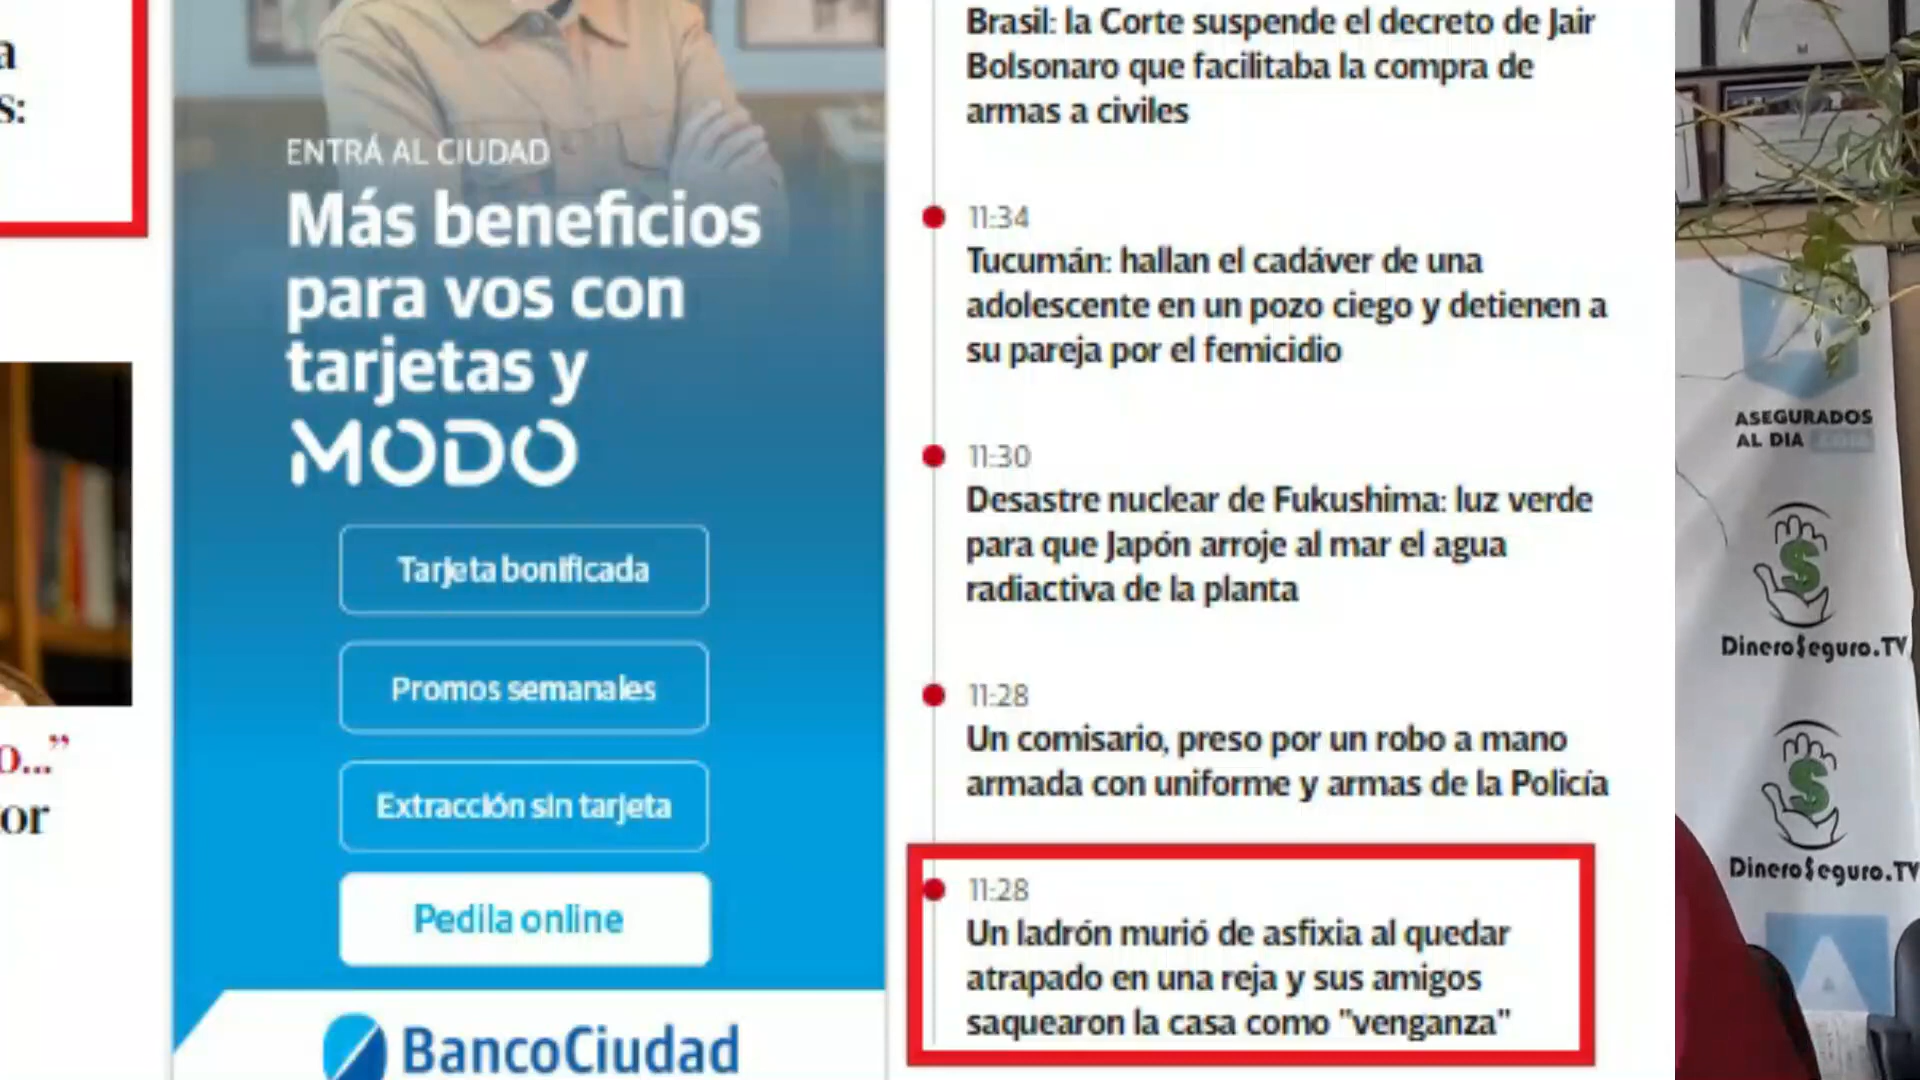 a
s:
o..."
or
ENTRÁ AL CIUDAD
Más beneficios
para vos con
tarjetas y
MODO
Tarjeta bonificada
Promos semanales
Extracción sin tarjeta
Pedila online
BancoCiudad
Brasil: la Corte suspende el decreto de Jair
Bolsonaro que facilitaba la compra de
armas a civiles
11:34
Tucumán: hallan el cadáver de una
adolescente en un pozo ciego y detienen a
su pareja por el femicidio
11:30
Desastre nuclear de Fukushima: luz verde
para que Japón arroje al mar el agua
radiactiva de la planta
11:28
Un comisario, preso por un robo a mano
armada con uniforme y armas de la Policía
11:28
Un ladrón murió de asfixia al quedar
atrapado en una reja y sus amigos
saquearon la casa como "venganza"
ASEGURADOS
AL DIA
DineroSeguro.TV
DineroSeguro.TV